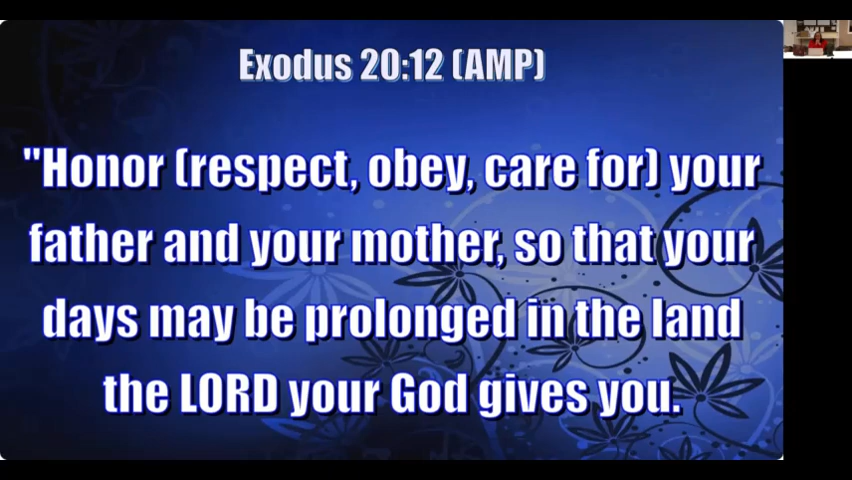 Exodus 20:12 (AMP)
"Honor (respect, obey, care for) your
father and your mother, so that your
days may be prolonged in the land
the LORD your God gives you.